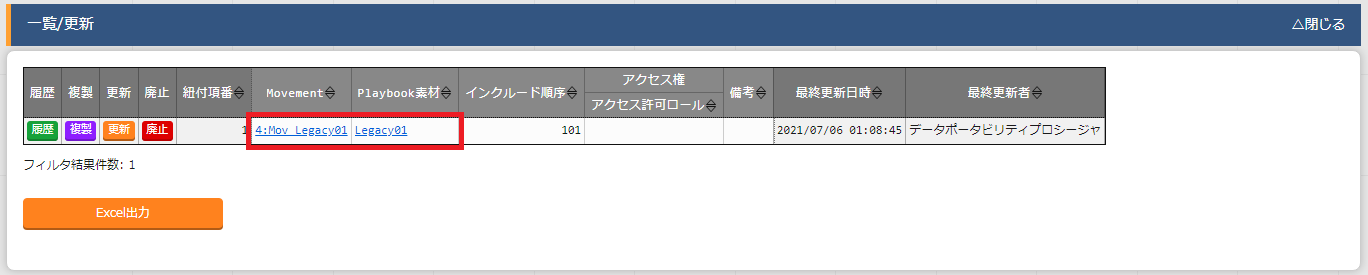 一覧/更新 △閉じる
履歴 複製 更新 廃止 紐付項番 Movement Playbook素材 インクルード順序 アクセス権 備考 最終更新日時 最終更新者
アクセス許可ロール
履歴 複製 更新 廃止 1 4:Mov_Legacy01 Legacy01 101 2021/07/06 01:08:45 データポータビリティプロシージャ
フィルタ結果件数: 1
Excel出力